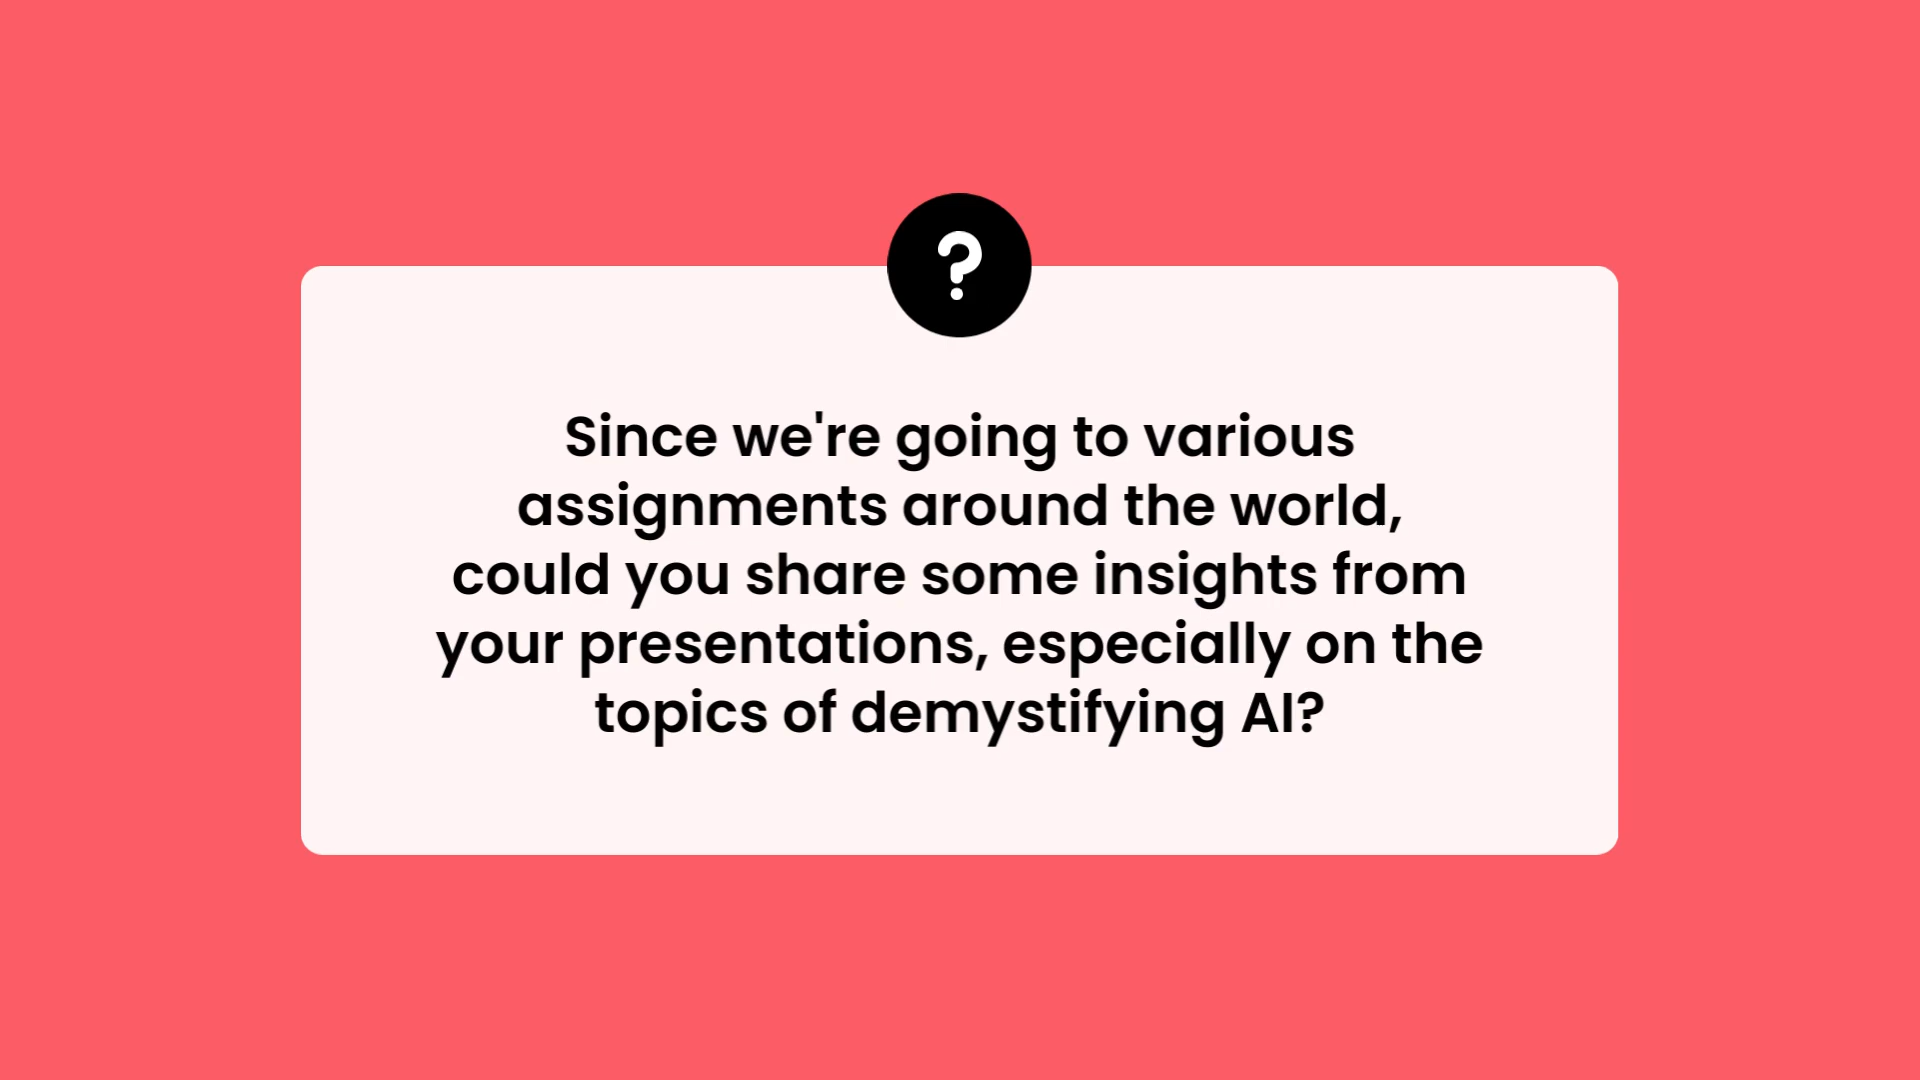 ?
Since we're going to various
assignments around the world,
could you share some insights from
your presentations, especially on the
topics of demystifying AI?